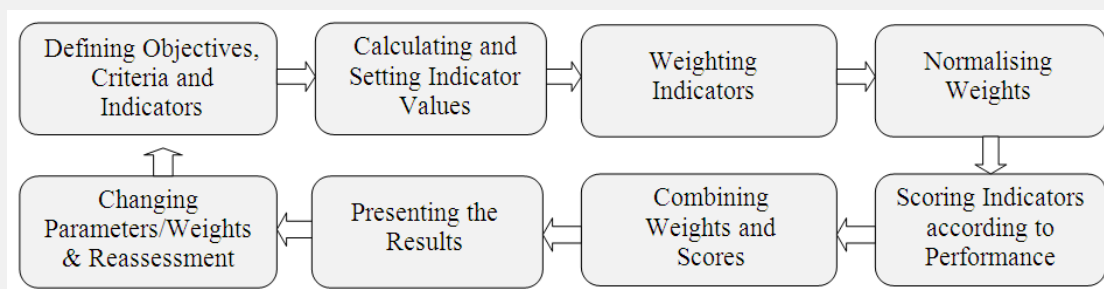 Defining Objectives,
Criteria and
Indicators
Calculating and
Setting Indicator
Values
Weighting
Indicators
Normalising
Weights
Scoring Indicators
according to
Performance
Combining
Weights and
Scores
Presenting the
Results
Changing
Parameters/Weights
& Reassessment